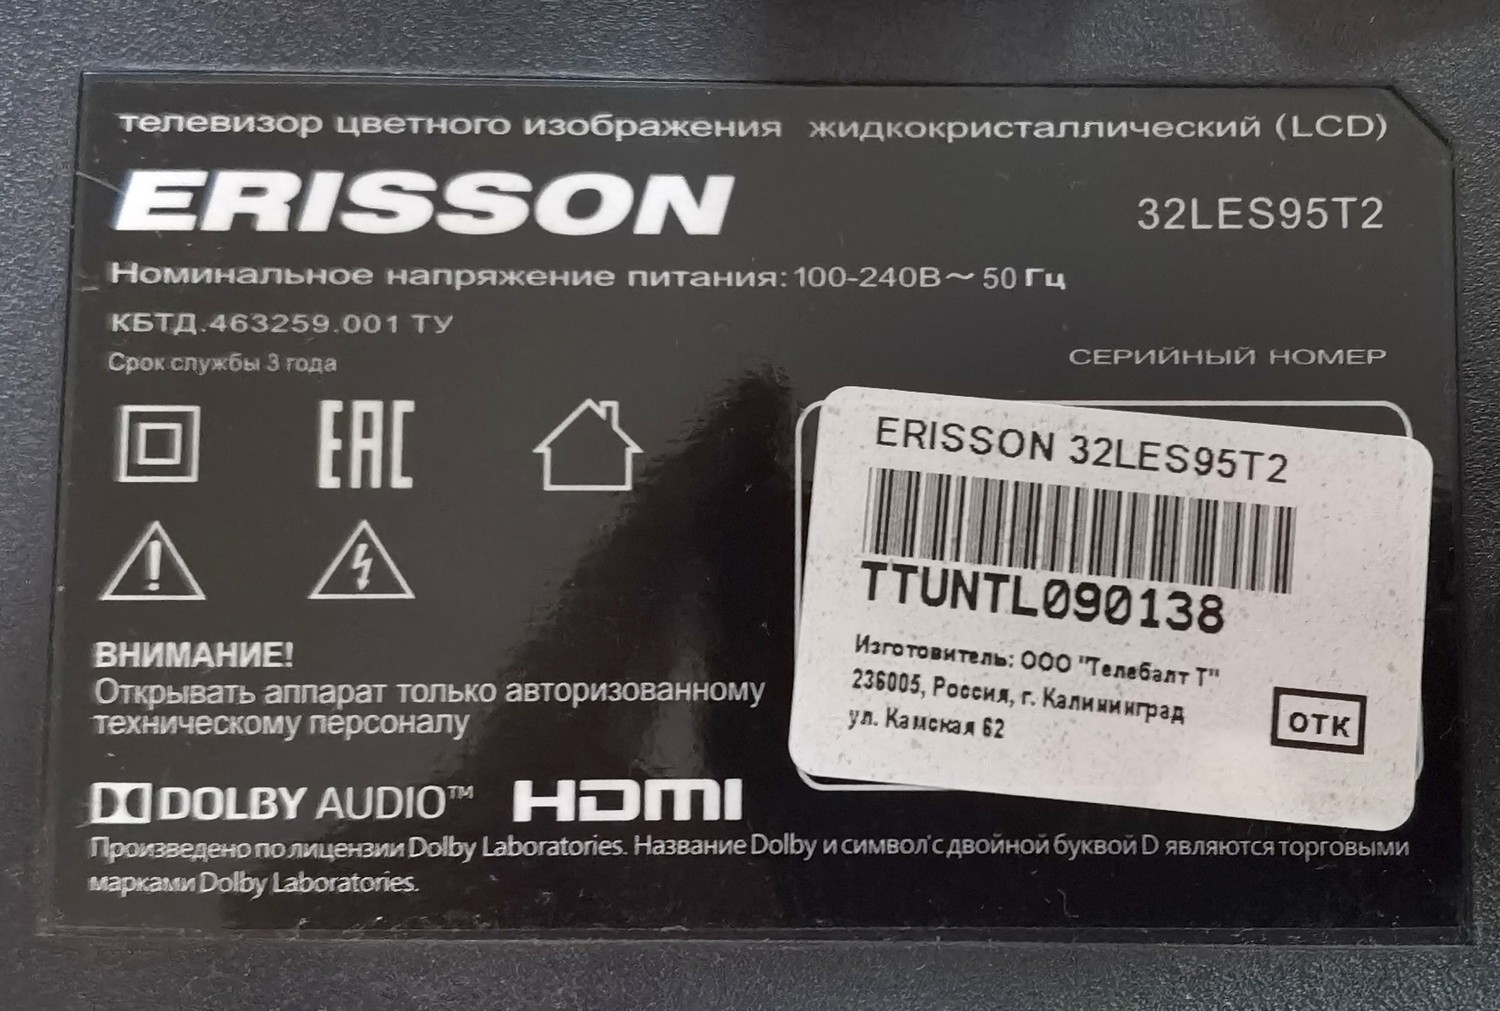 телевизор цветного изображения жидкокристаллический (LCD)
ERISSON
32LES95T2
Номинальное напряжение питания: 100-240В ~ 50 Гц
КБТД.463259.001 ТУ
Срок службы 3 года
СЕРИЙНЫЙ НОМЕР
EAC
ERISSON 32LES95T2
TTUNTL090138
Изготовитель: ООО "Телебалт Т"
236005, Россия, г. Калининград
ул. Камская 62
ОТК
ВНИМАНИЕ!
Открывать аппарат только авторизованному
техническому персоналу
DOLBY AUDIO™ HDMI
Произведено по лицензии Dolby Laboratories. Название Dolby и символ'с двойной буквой D являются торговыми
марками Dolby Laboratories.